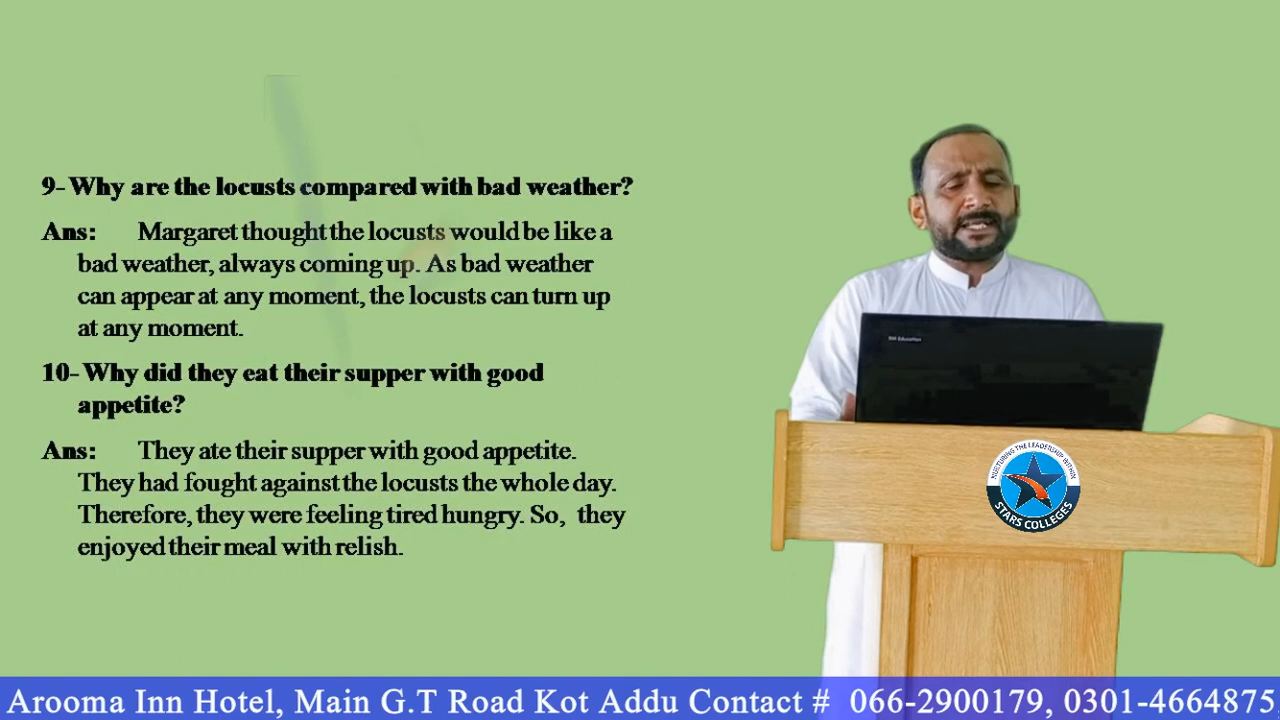 9- Why are the locusts compared with bad weather?
Ans: Margaret thought the locusts would be like a
bad weather, always coming up. As bad weather
can appear at any moment, the locusts can turn up
at any moment.
10- Why did they eat their supper with good
appetite?
Ans: They ate their supper with good appetite.
They had fought against the locusts the whole day.
Therefore, they were feeling tired hungry. So, they
enjoyed their meal with relish.
NURTURING THE LEADERSHIP WITHIN
STARS COLLEGES
Arooma Inn Hotel, Main G.T Road Kot Addu Contact # 066-2900179, 0301-4664875,